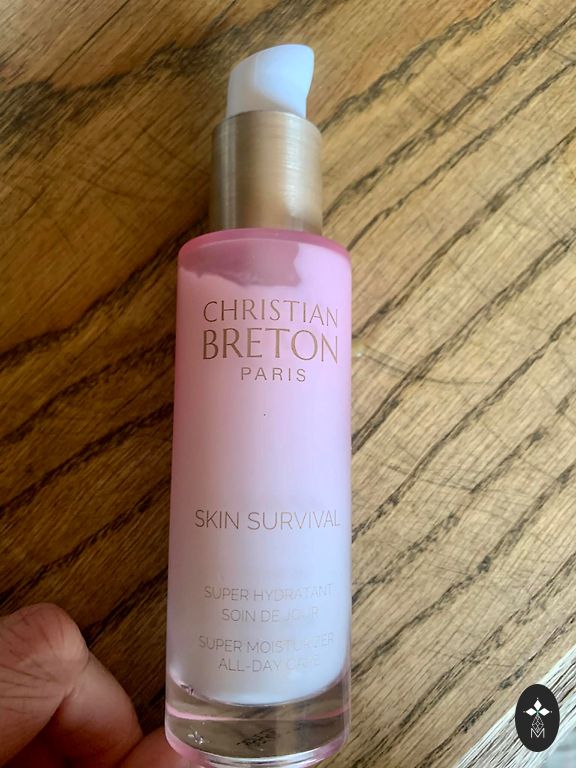 CHRISTIAN
BRETON
PARIS
SKIN SURVIVAL
SUPER HYDRATANT
SOIN DE JOUR
SUPER MOISTURIZER
ALL-DAY CARE